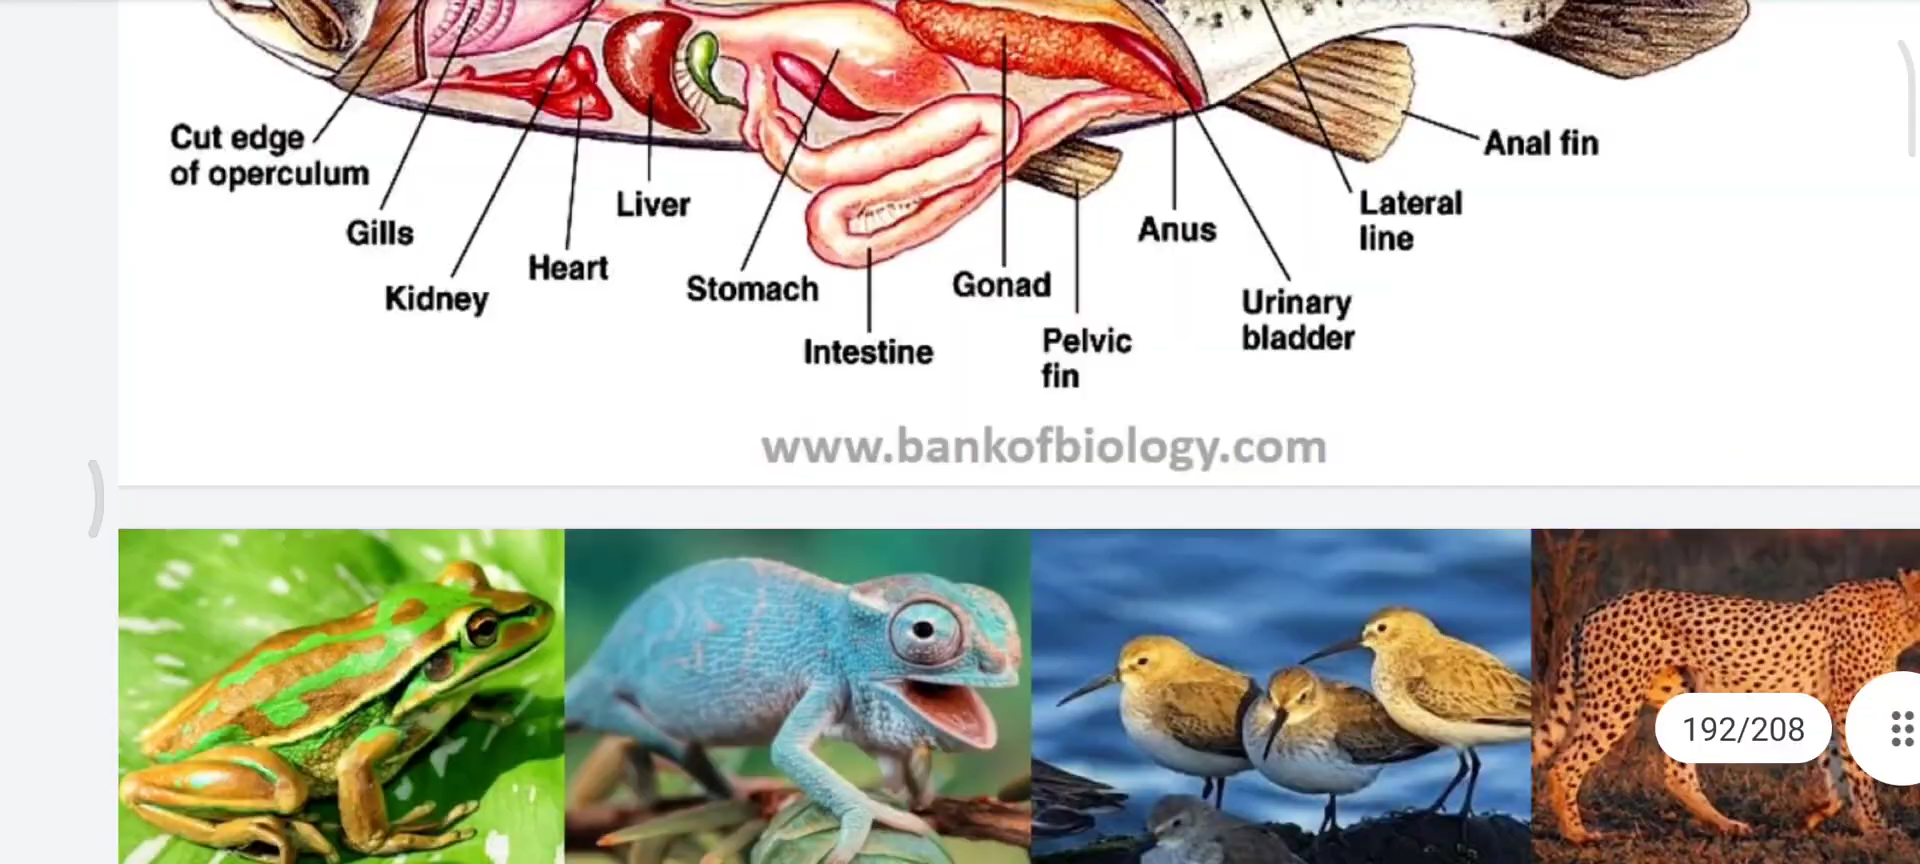 Cut edge
of operculum
Gills
Kidney
Heart
Liver
Stomach
Intestine
Gonad
Pelvic
fin
Anus
Urinary
bladder
Lateral
line
Anal fin
www.bankofbiology.com
192/208